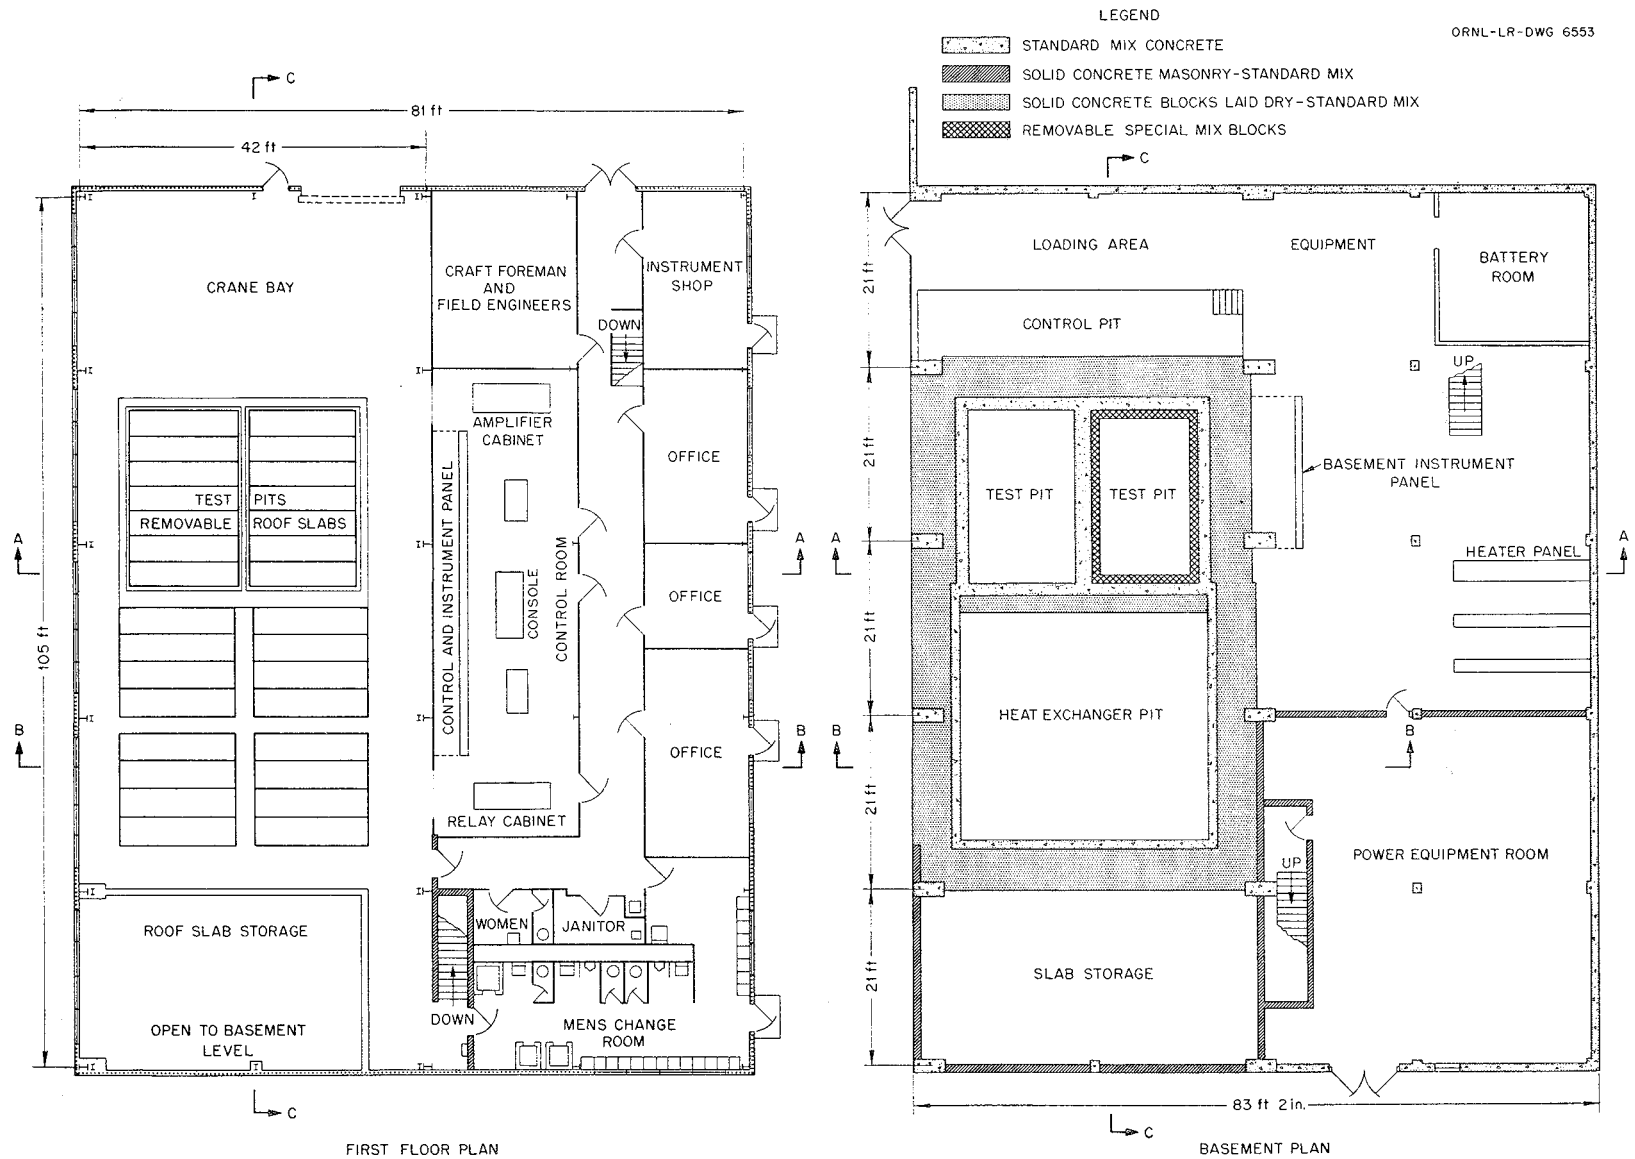 LEGEND
ORNL-LR-DWG 6553
STANDARD MIX CONCRETE
SOLID CONCRETE MASONRY-STANDARD MIX
SOLID CONCRETE BLOCKS LAID DRY-STANDARD MIX
REMOVABLE SPECIAL MIX BLOCKS
C
81 ft
42 ft
105 ft
CRANE BAY
CRAFT FOREMAN
AND
FIELD ENGINEERS
INSTRUMENT
SHOP
DOWN
AMPLIFIER
CABINET
OFFICE
TEST PITS
REMOVABLE ROOF SLABS
CONTROL AND INSTRUMENT PANEL
CONSOLE
CONTROL ROOM
A
A
OFFICE
B
B
OFFICE
RELAY CABINET
WOMEN
JANITOR
ROOF SLAB STORAGE
OPEN TO BASEMENT
LEVEL
DOWN
MENS CHANGE
ROOM
C
FIRST FLOOR PLAN
C
21 ft
21 ft
21 ft
21 ft
21 ft
LOADING AREA
EQUIPMENT
BATTERY
ROOM
CONTROL PIT
UP
BASEMENT INSTRUMENT
PANEL
TEST PIT
TEST PIT
A
A
HEATER PANEL
HEAT EXCHANGER PIT
B
B
POWER EQUIPMENT ROOM
UP
SLAB STORAGE
83 ft 2 in.
C
BASEMENT PLAN